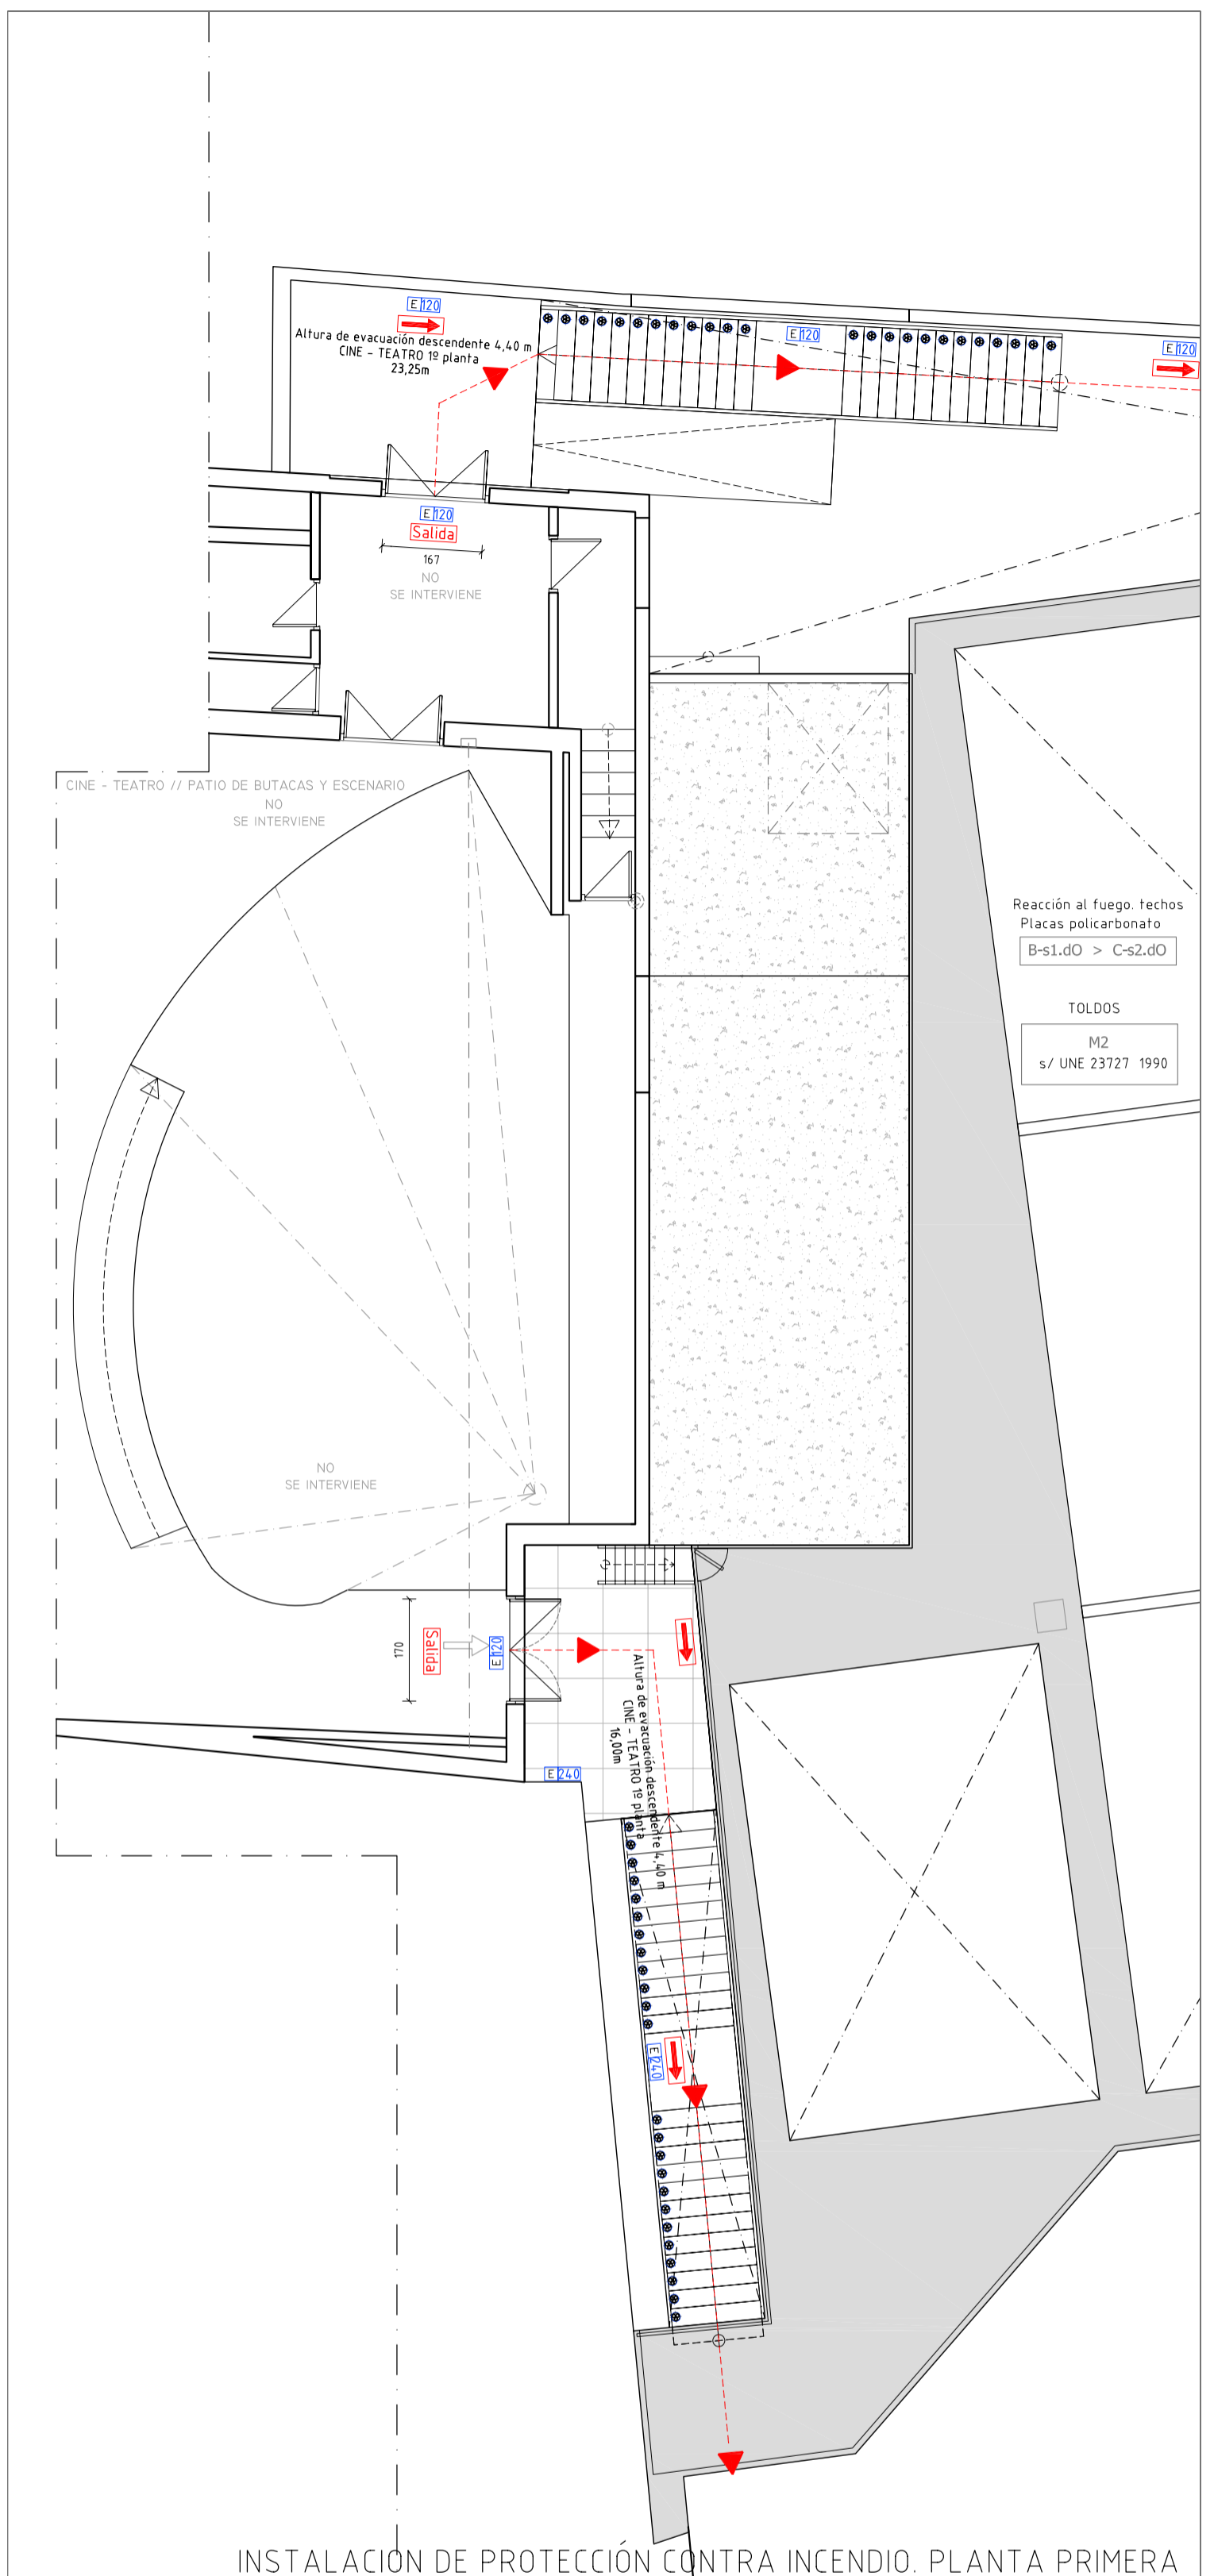 E 120
Altura de evacuación descendente 4,40 m
CINE - TEATRO 1º planta
23,25m
E 120
E 120
E 120
Salida
167
NO
SE INTERVIENE
CINE - TEATRO // PATIO DE BUTACAS Y ESCENARIO
NO
SE INTERVIENE
Reacción al fuego. techos
Placas policarbonato
B-s1.dO > C-s2.dO
TOLDOS
M2
s/ UNE 23727 1990
NO
SE INTERVIENE
170
Salida
E 120
Altura de evacuación descendente 4,40 m
CINE - TEATRO 1º planta
16,00m
E 240
E 240
INSTALACIÓN DE PROTECCIÓN CONTRA INCENDIO. PLANTA PRIMERA